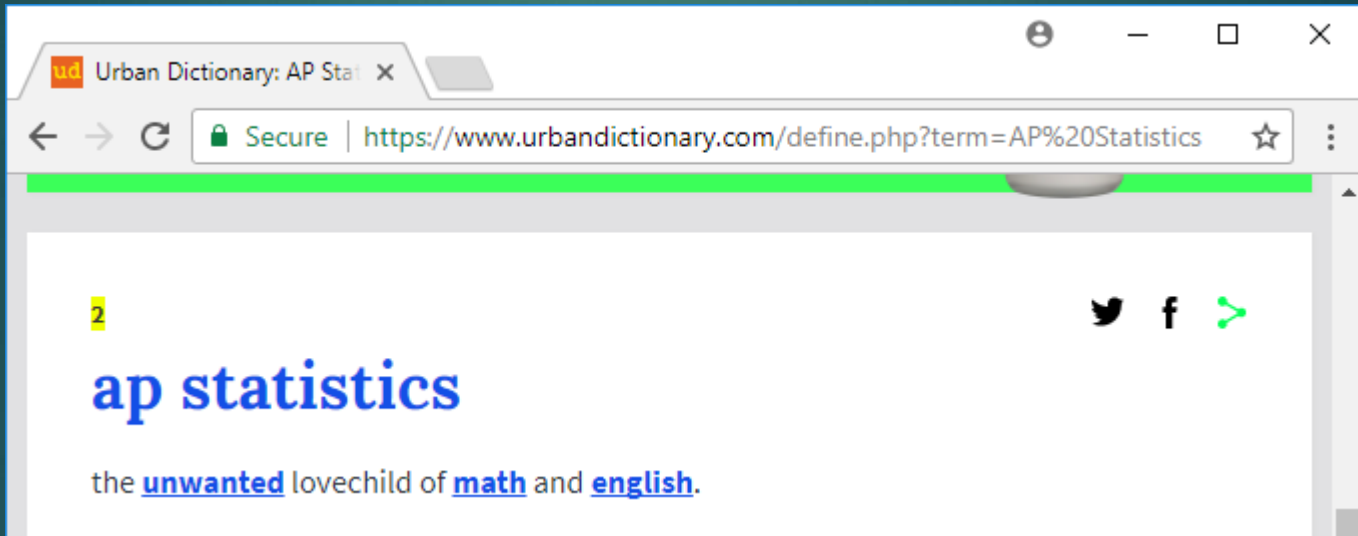 ud Urban Dictionary: AP Sta
Secure https://www.urbandictionary.com/define.php?term=AP%20Statistics
2
ap statistics
the unwanted lovechild of math and english.